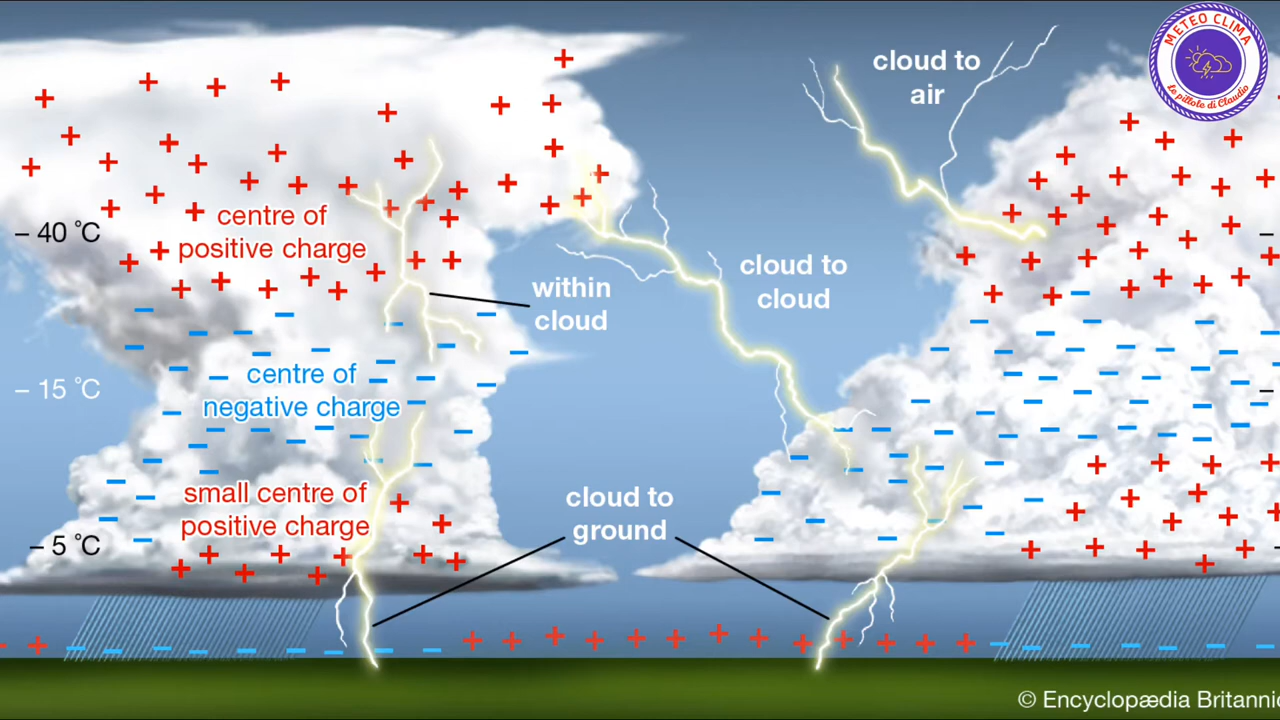 METEO CLIMA
Le pillole di Claudio
cloud to
air
centre of
positive charge
– 40 °C
within
cloud
cloud to
cloud
– 15 °C
centre of
negative charge
small centre of
positive charge
– 5 °C
cloud to
ground
© Encyclopædia Britannic